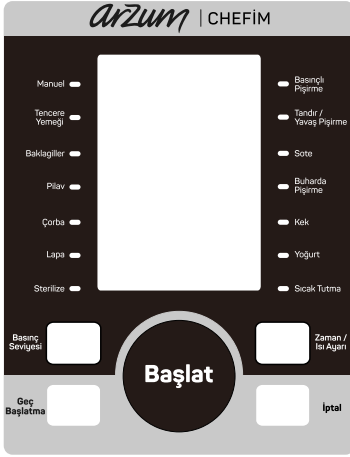 arzum | CHEFİM
Manuel
Tencere
Yemeği
Baklagiller
Pilav
Çorba
Lapa
Sterilize
Basınçlı
Pişirme
Tandır /
Yavaş Pişirme
Sote
Buharda
Pişirme
Kek
Yoğurt
Sıcak Tutma
Basınç
Seviyesi
Başlat
Zaman /
Isı Ayarı
Geç
Başlatma
İptal